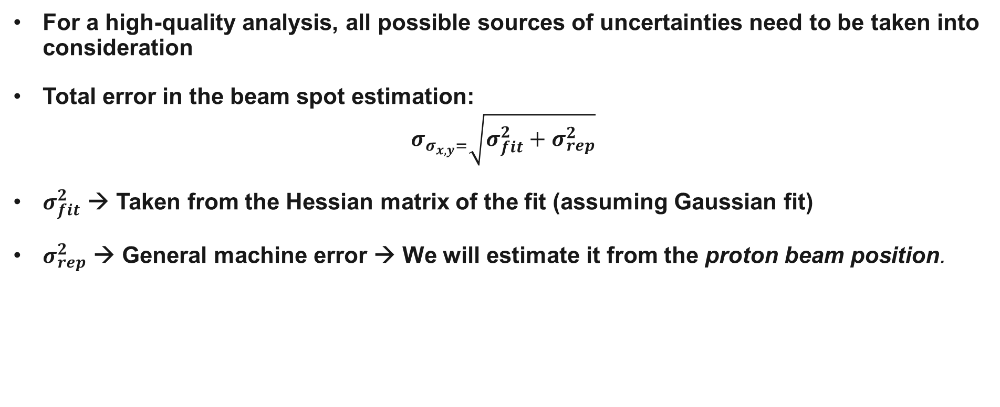 • For a high-quality analysis, all possible sources of uncertainties need to be taken into
consideration
• Total error in the beam spot estimation:
$\sigma_{\sigma_{x,y}=}\sqrt{\sigma_{fit}^{2} + \sigma_{rep}^{2}}$
• $\sigma_{fit}^{2}$ → Taken from the Hessian matrix of the fit (assuming Gaussian fit)
• $\sigma_{rep}^{2}$ → General machine error → We will estimate it from the proton beam position.